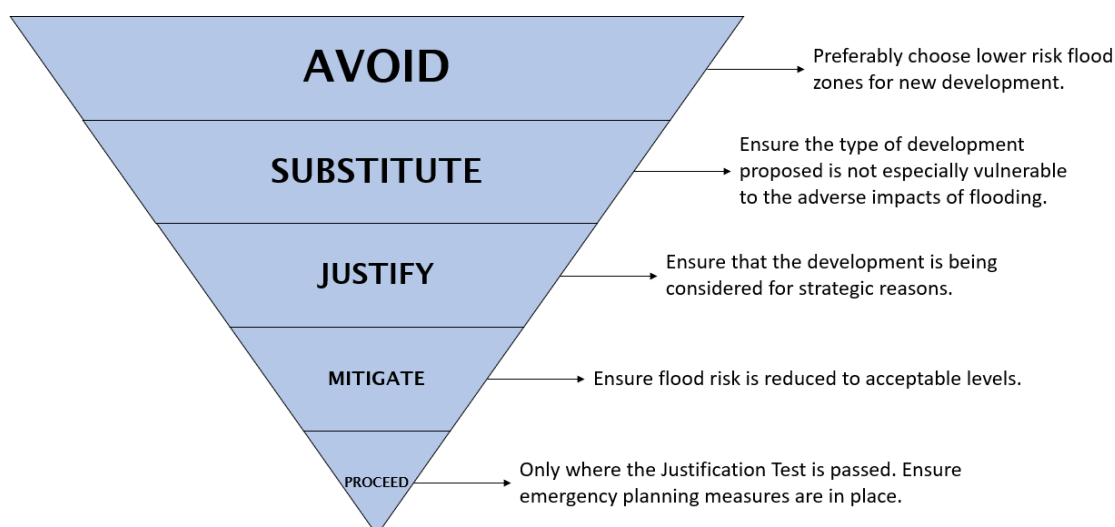 AVOID
Preferably choose lower risk flood
zones for new development.
SUBSTITUTE
Ensure the type of development
proposed is not especially vulnerable
to the adverse impacts of flooding.
JUSTIFY
Ensure that the development is being
considered for strategic reasons.
MITIGATE
Ensure flood risk is reduced to acceptable levels.
PROCEED
Only where the Justification Test is passed. Ensure
emergency planning measures are in place.